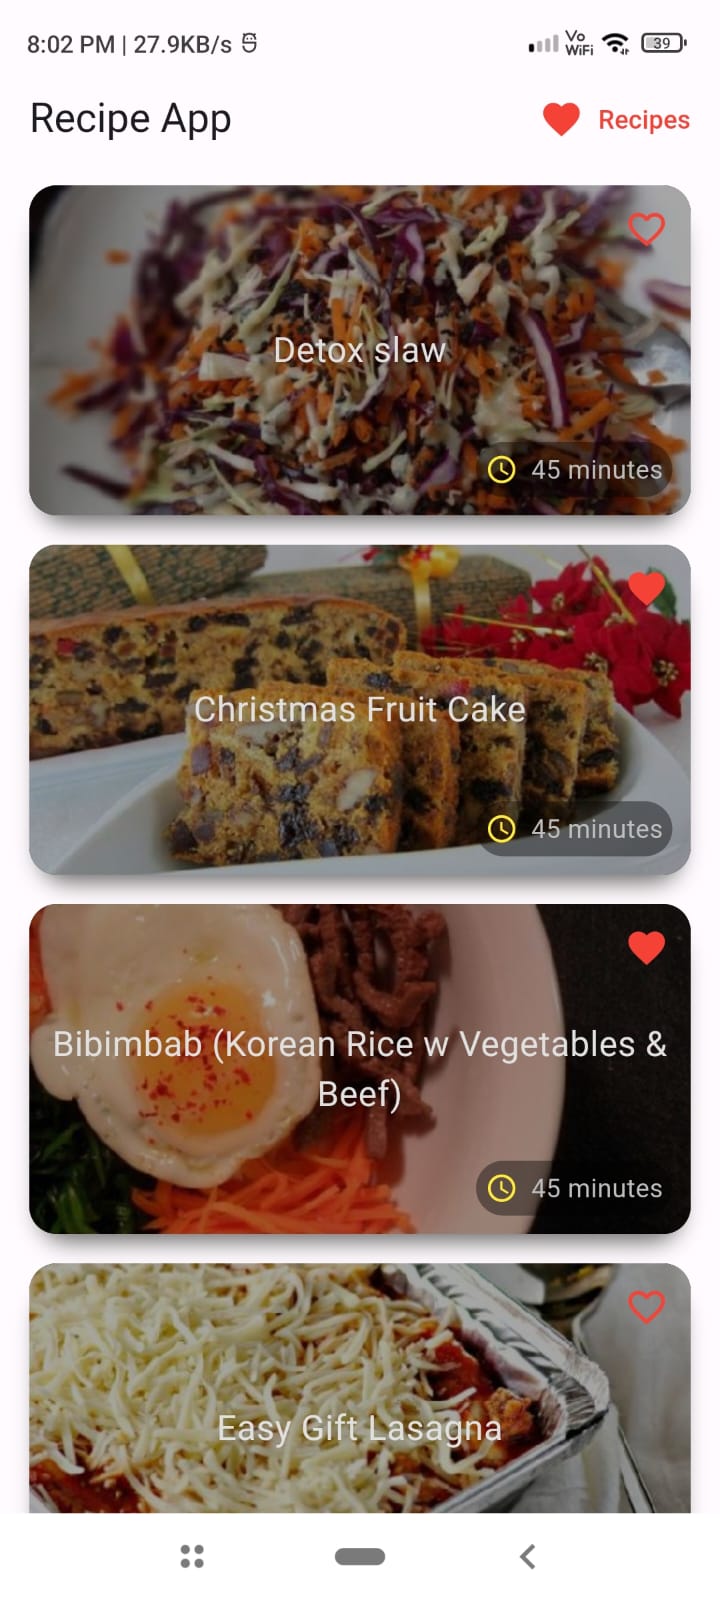 8:02 PM | 27.9KB/s
Vo
WiFi
39
Recipe App
Recipes
Detox slaw
45 minutes
Christmas Fruit Cake
45 minutes
Bibimbab (Korean Rice w Vegetables &
Beef)
45 minutes
Easy Gift Lasagna